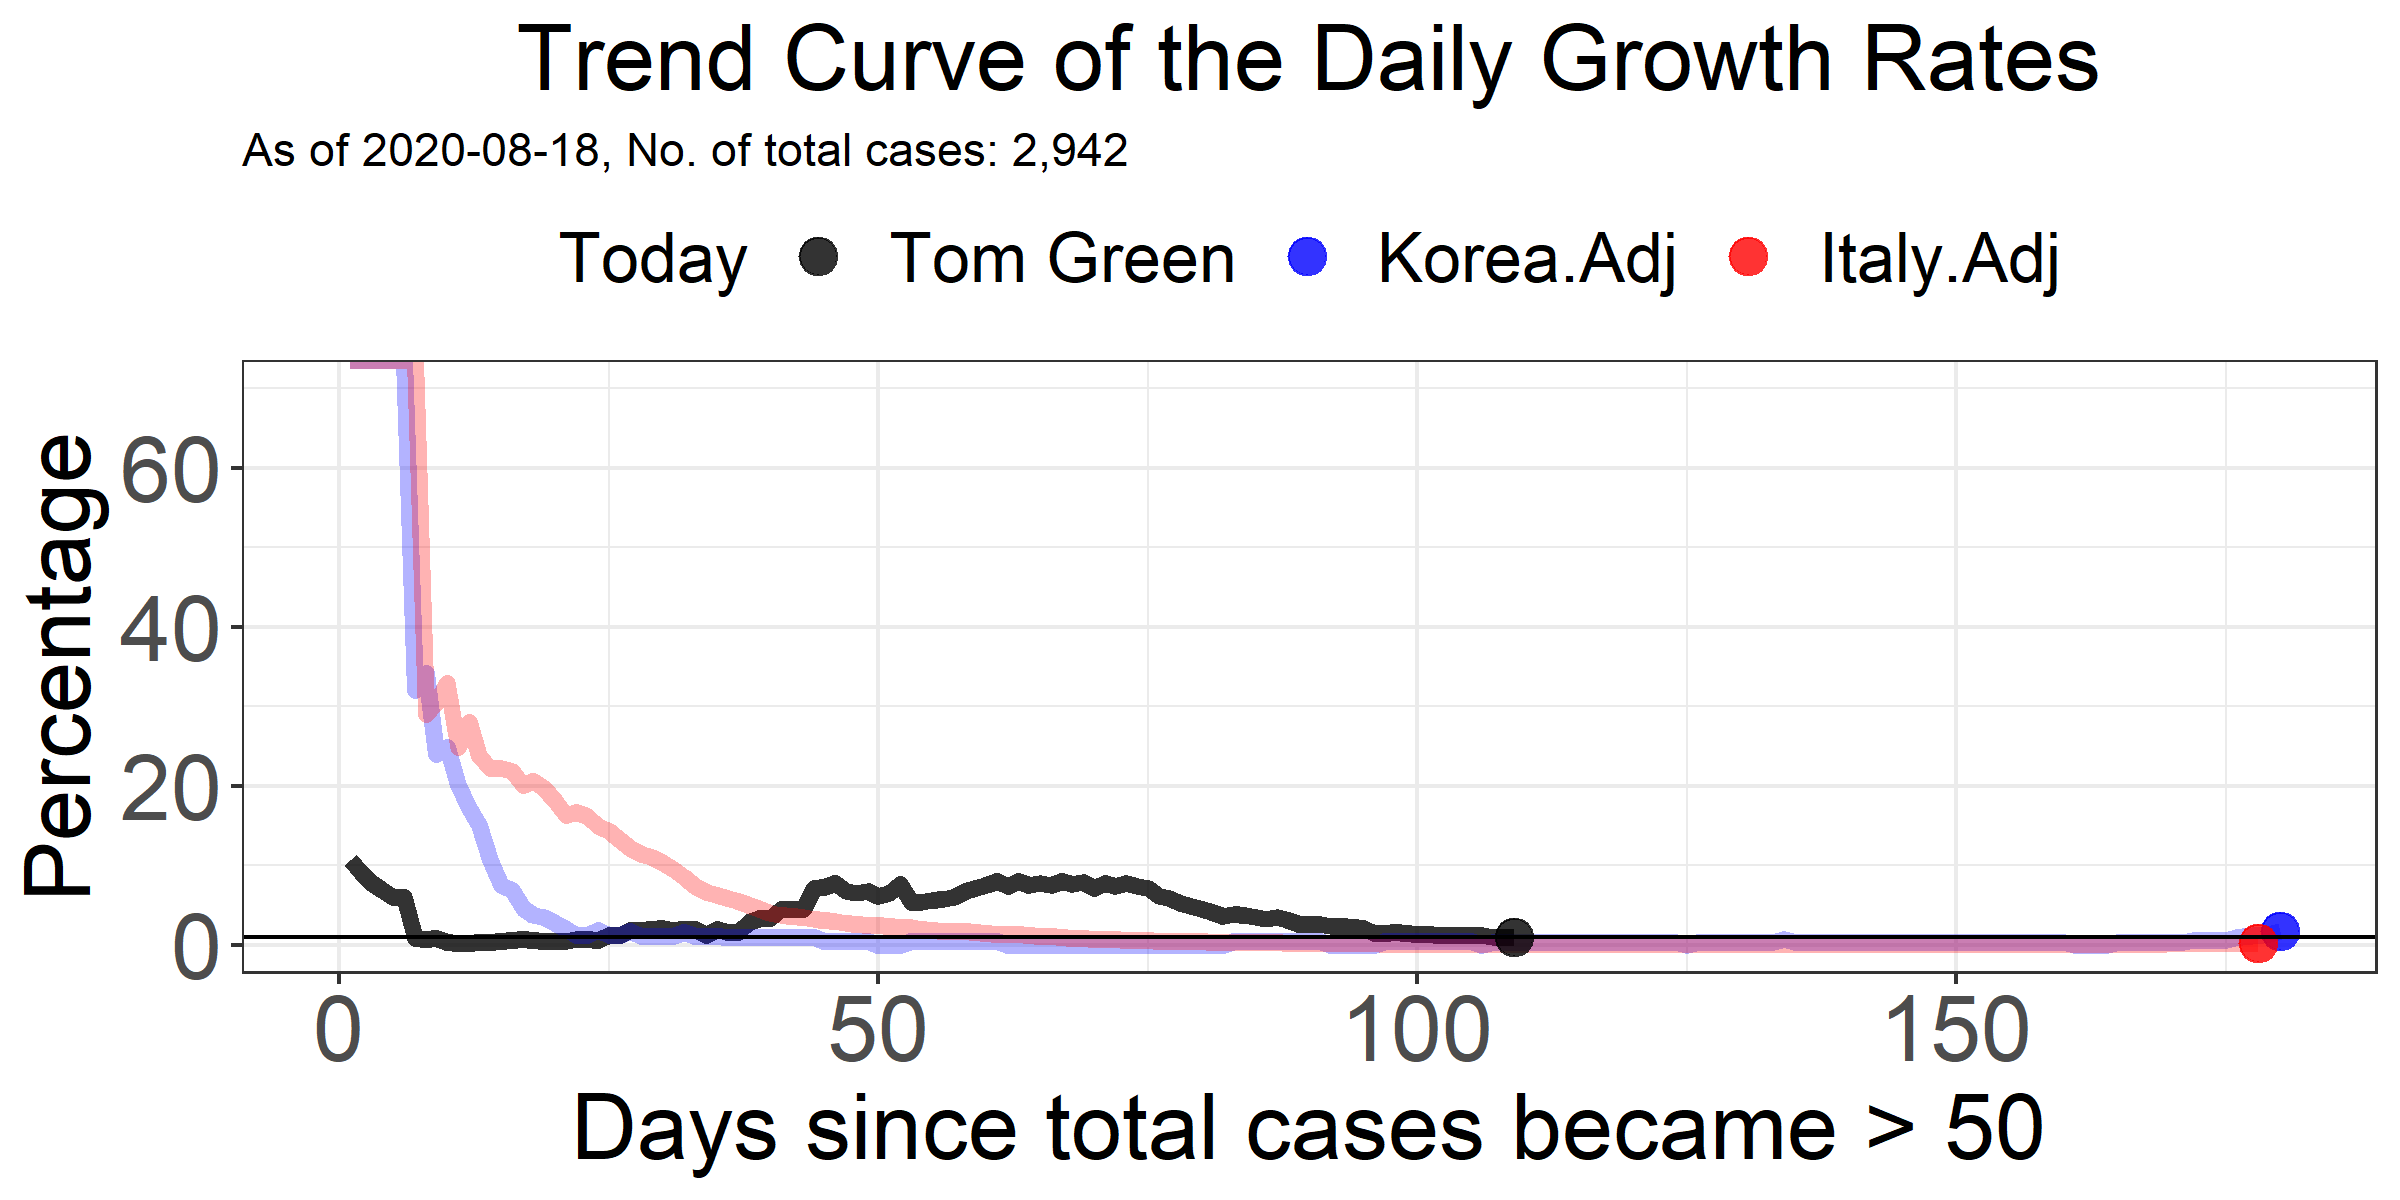 Trend Curve of the Daily Growth Rates
As of 2020-08-18, No. of total cases: 2,942
Today Tom Green Korea.Adj Italy.Adj
Percentage
60
40
20
0
0 50 100 150
Days since total cases became > 50